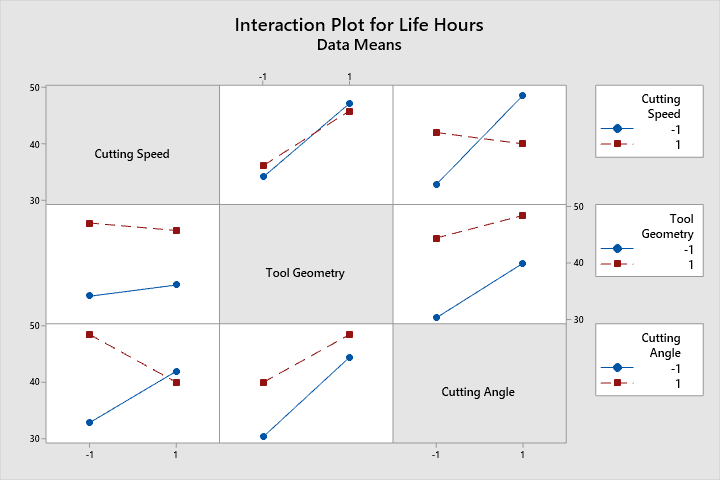 Interaction Plot for Life Hours
Data Means
-1 1
50
40
30
Cutting Speed
Cutting
Speed
-1
1
Tool Geometry
50
40
30
Tool
Geometry
-1
1
50
40
30
Cutting Angle
Cutting
Angle
-1
1
-1 1 -1 1